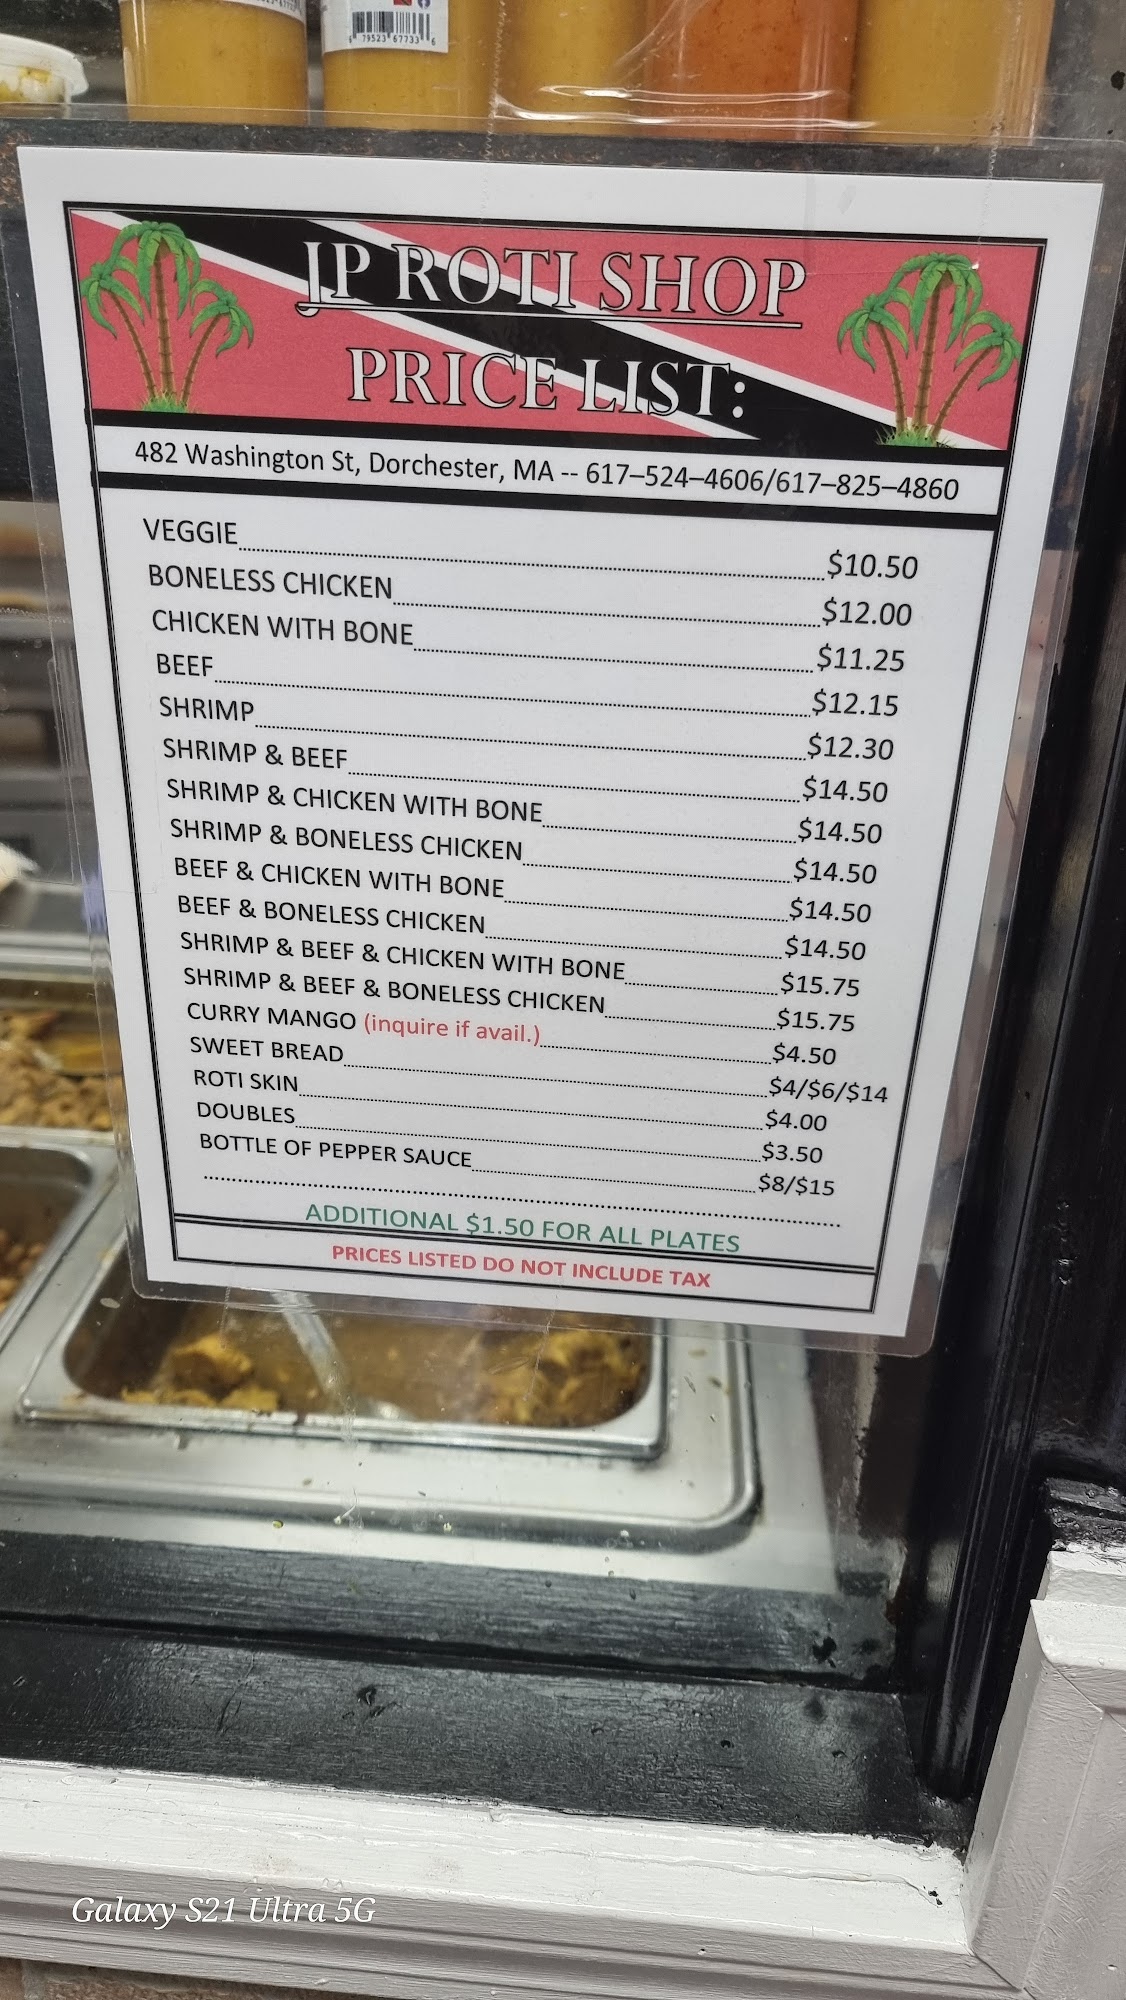 6 79523 67733 6
JP ROTI SHOP
PRICE LIST:
482 Washington St, Dorchester, MA -- 617–524–4606/617–825–4860
VEGGIE $10.50
BONELESS CHICKEN $12.00
CHICKEN WITH BONE $11.25
BEEF $12.15
SHRIMP $12.30
SHRIMP & BEEF $14.50
SHRIMP & CHICKEN WITH BONE $14.50
SHRIMP & BONELESS CHICKEN $14.50
BEEF & CHICKEN WITH BONE $14.50
BEEF & BONELESS CHICKEN $14.50
SHRIMP & BEEF & CHICKEN WITH BONE $15.75
SHRIMP & BEEF & BONELESS CHICKEN $15.75
CURRY MANGO (inquire if avail.) $4.50
SWEET BREAD $4/$6/$14
ROTI SKIN $4.00
DOUBLES $3.50
BOTTLE OF PEPPER SAUCE $8/$15
ADDITIONAL $1.50 FOR ALL PLATES
PRICES LISTED DO NOT INCLUDE TAX
Galaxy S21 Ultra 5G